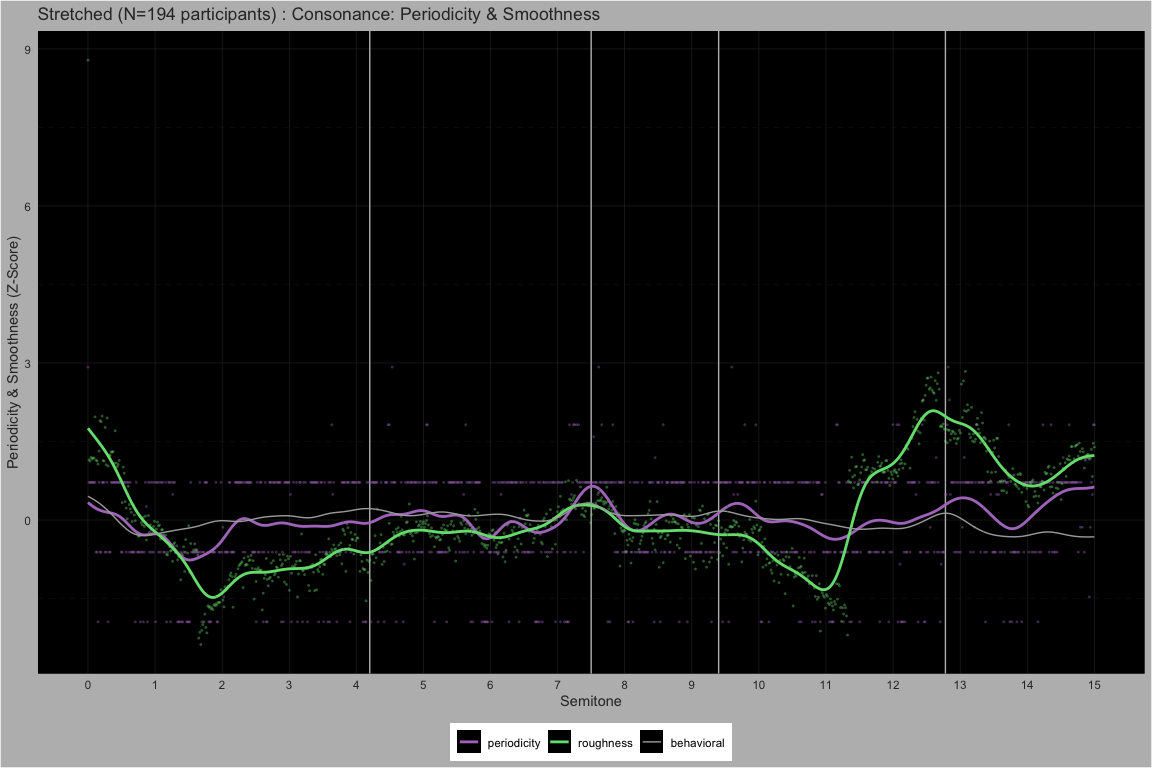 Stretched (N=194 participants) : Consonance: Periodicity & Smoothness
Periodicity & Smoothness (Z-Score)
9
6
3
0
0 1 2 3 4 5 6 7 8 9 10 11 12 13 14 15
Semitone
periodicity roughness behavioral